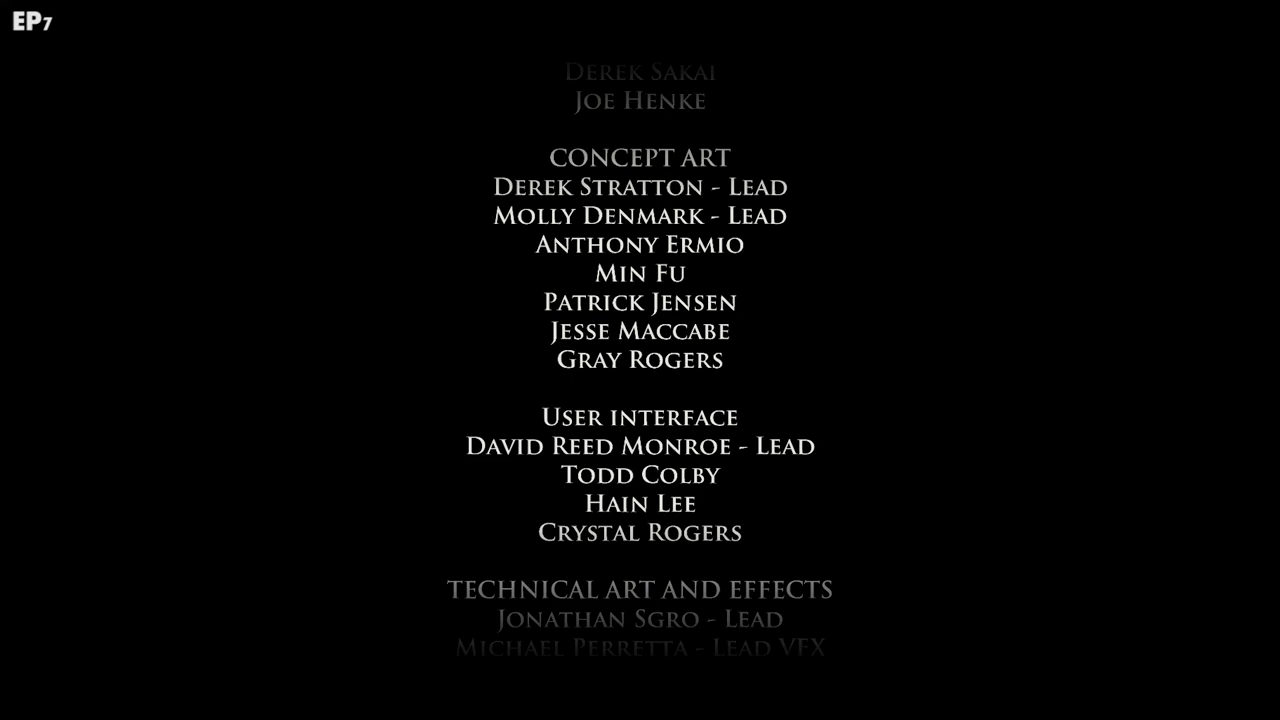 EP7
Derek Sakai
Joe Henke
CONCEPT ART
Derek Stratton - Lead
Molly Denmark - Lead
Anthony Ermio
Min Fu
Patrick Jensen
Jesse Maccabe
Gray Rogers
User interface
David Reed Monroe - Lead
Todd Colby
Hain Lee
Crystal Rogers
TECHNICAL ART AND EFFECTS
Jonathan Sgro - Lead
Michael Perretta - Lead VFX